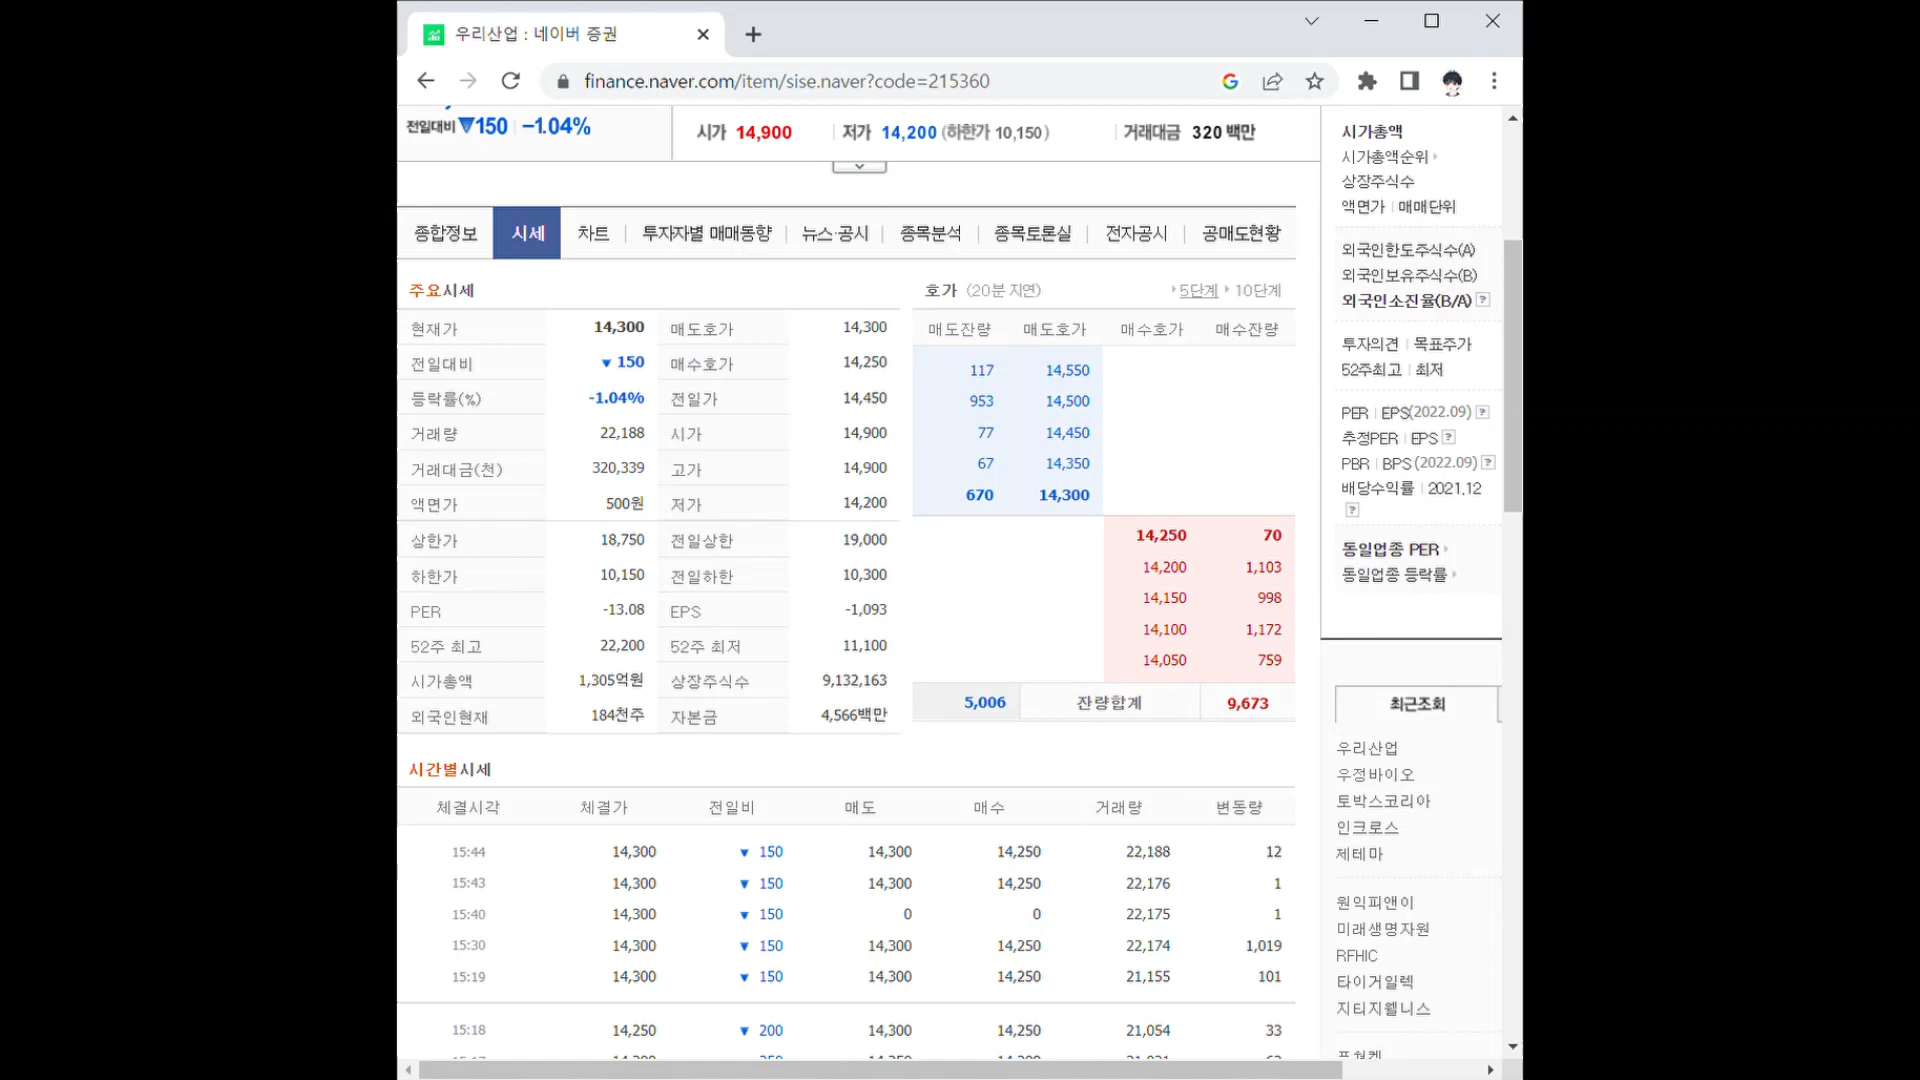 우리산업 : 네이버 증권
finance.naver.com/item/sise.naver?code=215360
전일대비 ▼150 -1.04%
시가 14,900 저가 14,200 (하한가 10,150) 거래대금 320 백만
종합정보 시세 차트 투자자별 매매동향 뉴스·공시 종목분석 종목토론실 전자공시 공매도현황
주요시세
현재가 14,300 매도호가 14,300
전일대비 ▼ 150 매수호가 14,250
등락률(%) -1.04% 전일가 14,450
거래량 22,188 시가 14,900
거래대금(천) 320,339 고가 14,900
액면가 500원 저가 14,200
상한가 18,750 전일상한 19,000
하한가 10,150 전일하한 10,300
PER -13.08 EPS -1,093
52주 최고 22,200 52주 최저 11,100
시가총액 1,305억원 상장주식수 9,132,163
외국인현재 184천주 자본금 4,566백만
호가 (20분 지연) 5단계 10단계
매도잔량 매도호가 매수호가 매수잔량
117 14,550
953 14,500
77 14,450
67 14,350
670 14,300
14,250 70
14,200 1,103
14,150 998
14,100 1,172
14,050 759
5,006 잔량합계 9,673
시간별시세
체결시각 체결가 전일비 매도 매수 거래량 변동량
15:44 14,300 ▼ 150 14,300 14,250 22,188 12
15:43 14,300 ▼ 150 14,300 14,250 22,176 1
15:40 14,300 ▼ 150 0 0 22,175 1
15:30 14,300 ▼ 150 14,300 14,250 22,174 1,019
15:19 14,300 ▼ 150 14,300 14,250 21,155 101
15:18 14,250 ▼ 200 14,300 14,250 21,054 33
시가총액
시가총액순위
상장주식수
액면가 | 매매단위
외국인한도주식수(A)
외국인보유주식수(B)
외국인소진율(B/A) ?
투자의견 | 목표주가
52주최고 | 최저
PER | EPS(2022.09) ?
추정PER | EPS ?
PBR | BPS (2022.09) ?
배당수익률 | 2021.12
?
동일업종 PER
동일업종 등락률
최근조회
우리산업
우정바이오
토박스코리아
인크로스
제테마
원익피앤이
미래생명자원
RFHIC
타이거일렉
지티지웰니스